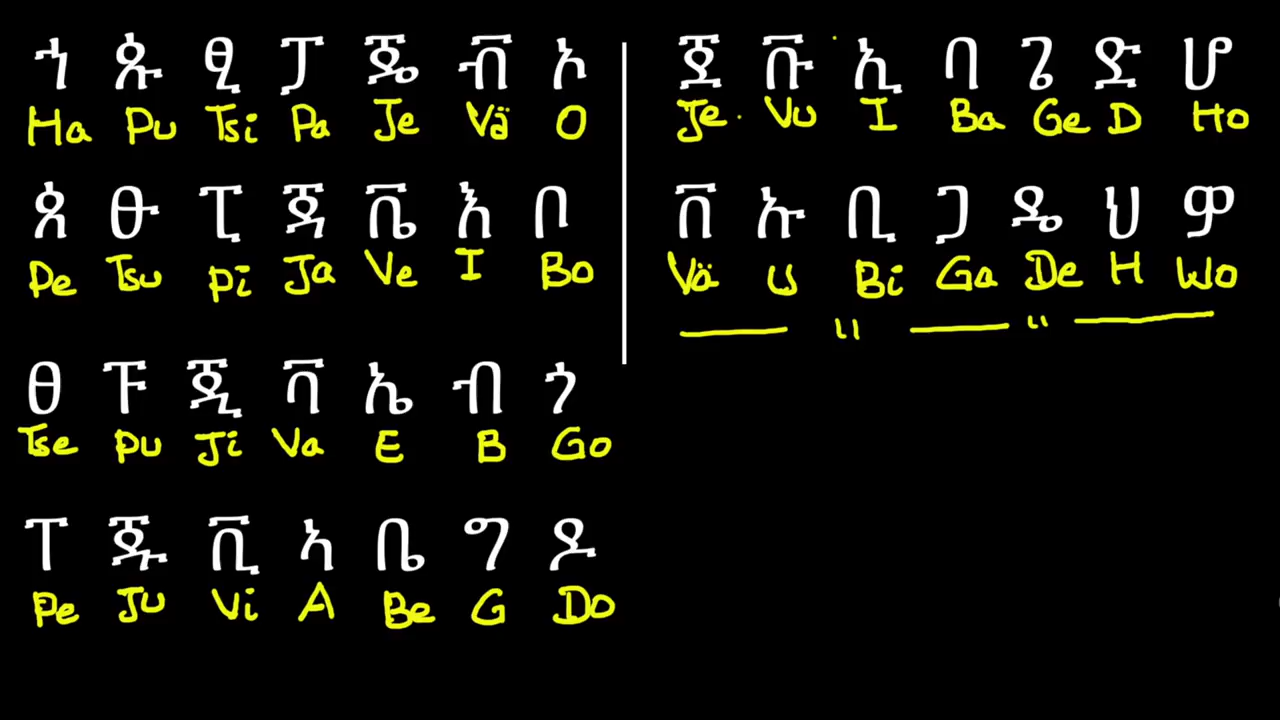 ኀ ጱ ፂ ፓ ጄ ቭ ኦ
Ha Pu Tsi Pa Je Vä O
ጰ ፁ ፒ ጃ ቬ እ ቦ
Pe Tsu Pi Ja Ve I Bo
ፀ ፑ ጂ ቫ ኤ ብ ጎ
Tse Pu Ji Va E B Go
ፐ ጁ ቪ ኣ ቤ ግ ዶ
Pe Ju Vi A Be G Do
ጀ ቩ ኢ ባ ጌ ድ ሆ
Je Vu I Ba Ge D Ho
ቨ ኡ ቢ ጋ ዴ ህ ዎ
Vä U Bi Ga De H Wo
— " — " —